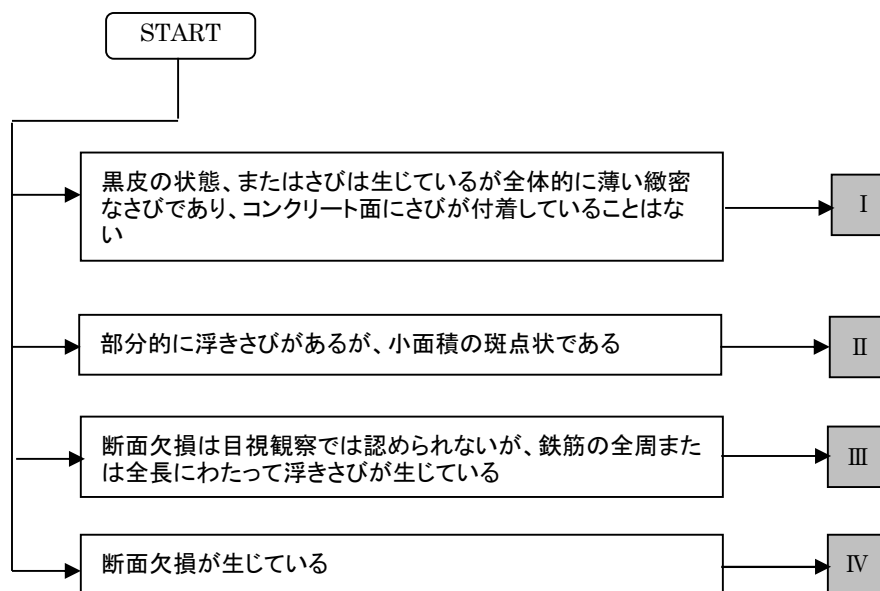 START
黒皮の状態、またはさびは生じているが全体的に薄い緻密
なさびであり、コンクリート面にさびが付着していることはな
い
Ⅰ
部分的に浮きさびがあるが、小面積の斑点状である
Ⅱ
断面欠損は目視観察では認められないが、鉄筋の全周また
は全長にわたって浮きさびが生じている
Ⅲ
断面欠損が生じている
Ⅳ